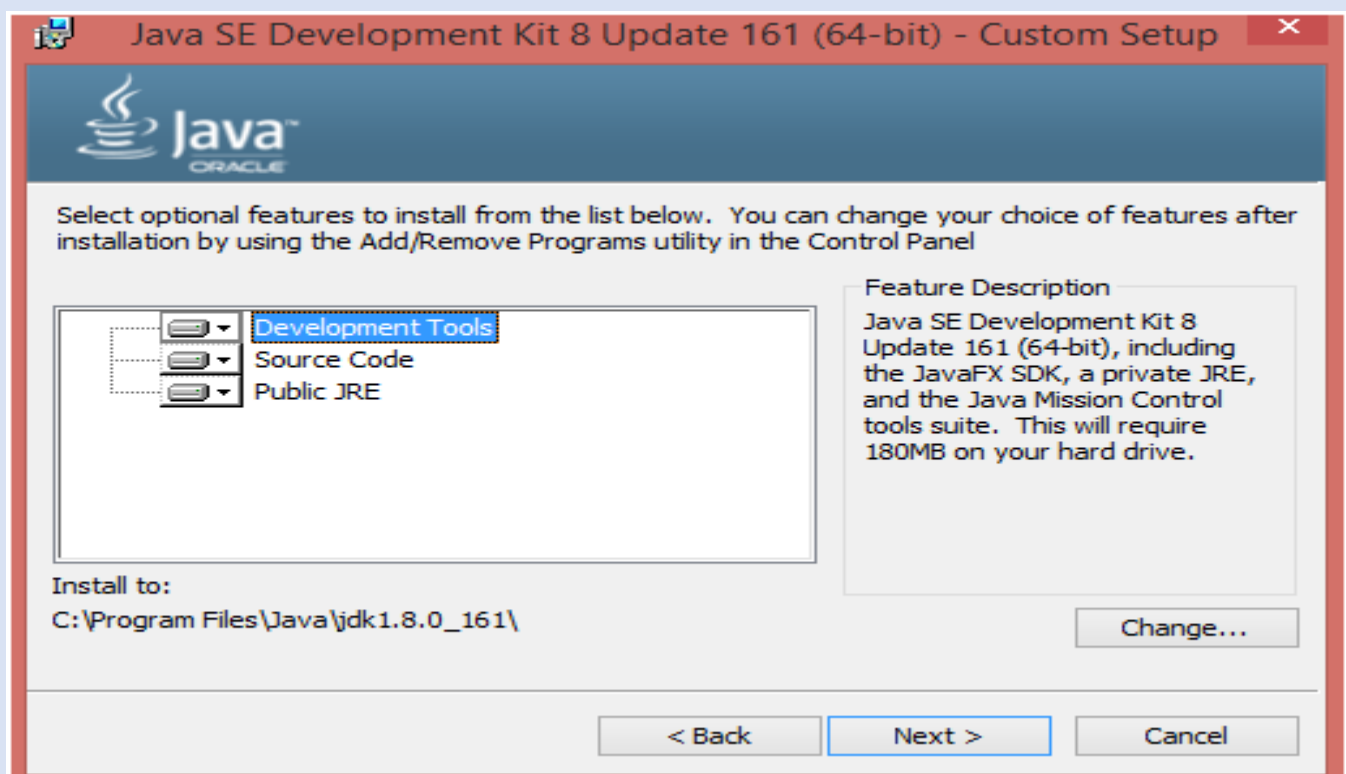 Java SE Development Kit 8 Update 161 (64-bit) - Custom Setup
Java™
ORACLE
Select optional features to install from the list below. You can change your choice of features after
installation by using the Add/Remove Programs utility in the Control Panel
Development Tools
Source Code
Public JRE
Feature Description
Java SE Development Kit 8
Update 161 (64-bit), including
the JavaFX SDK, a private JRE,
and the Java Mission Control
tools suite. This will require
180MB on your hard drive.
Install to:
C:\Program Files\Java\jdk1.8.0_161\
Change...
< Back
Next >
Cancel